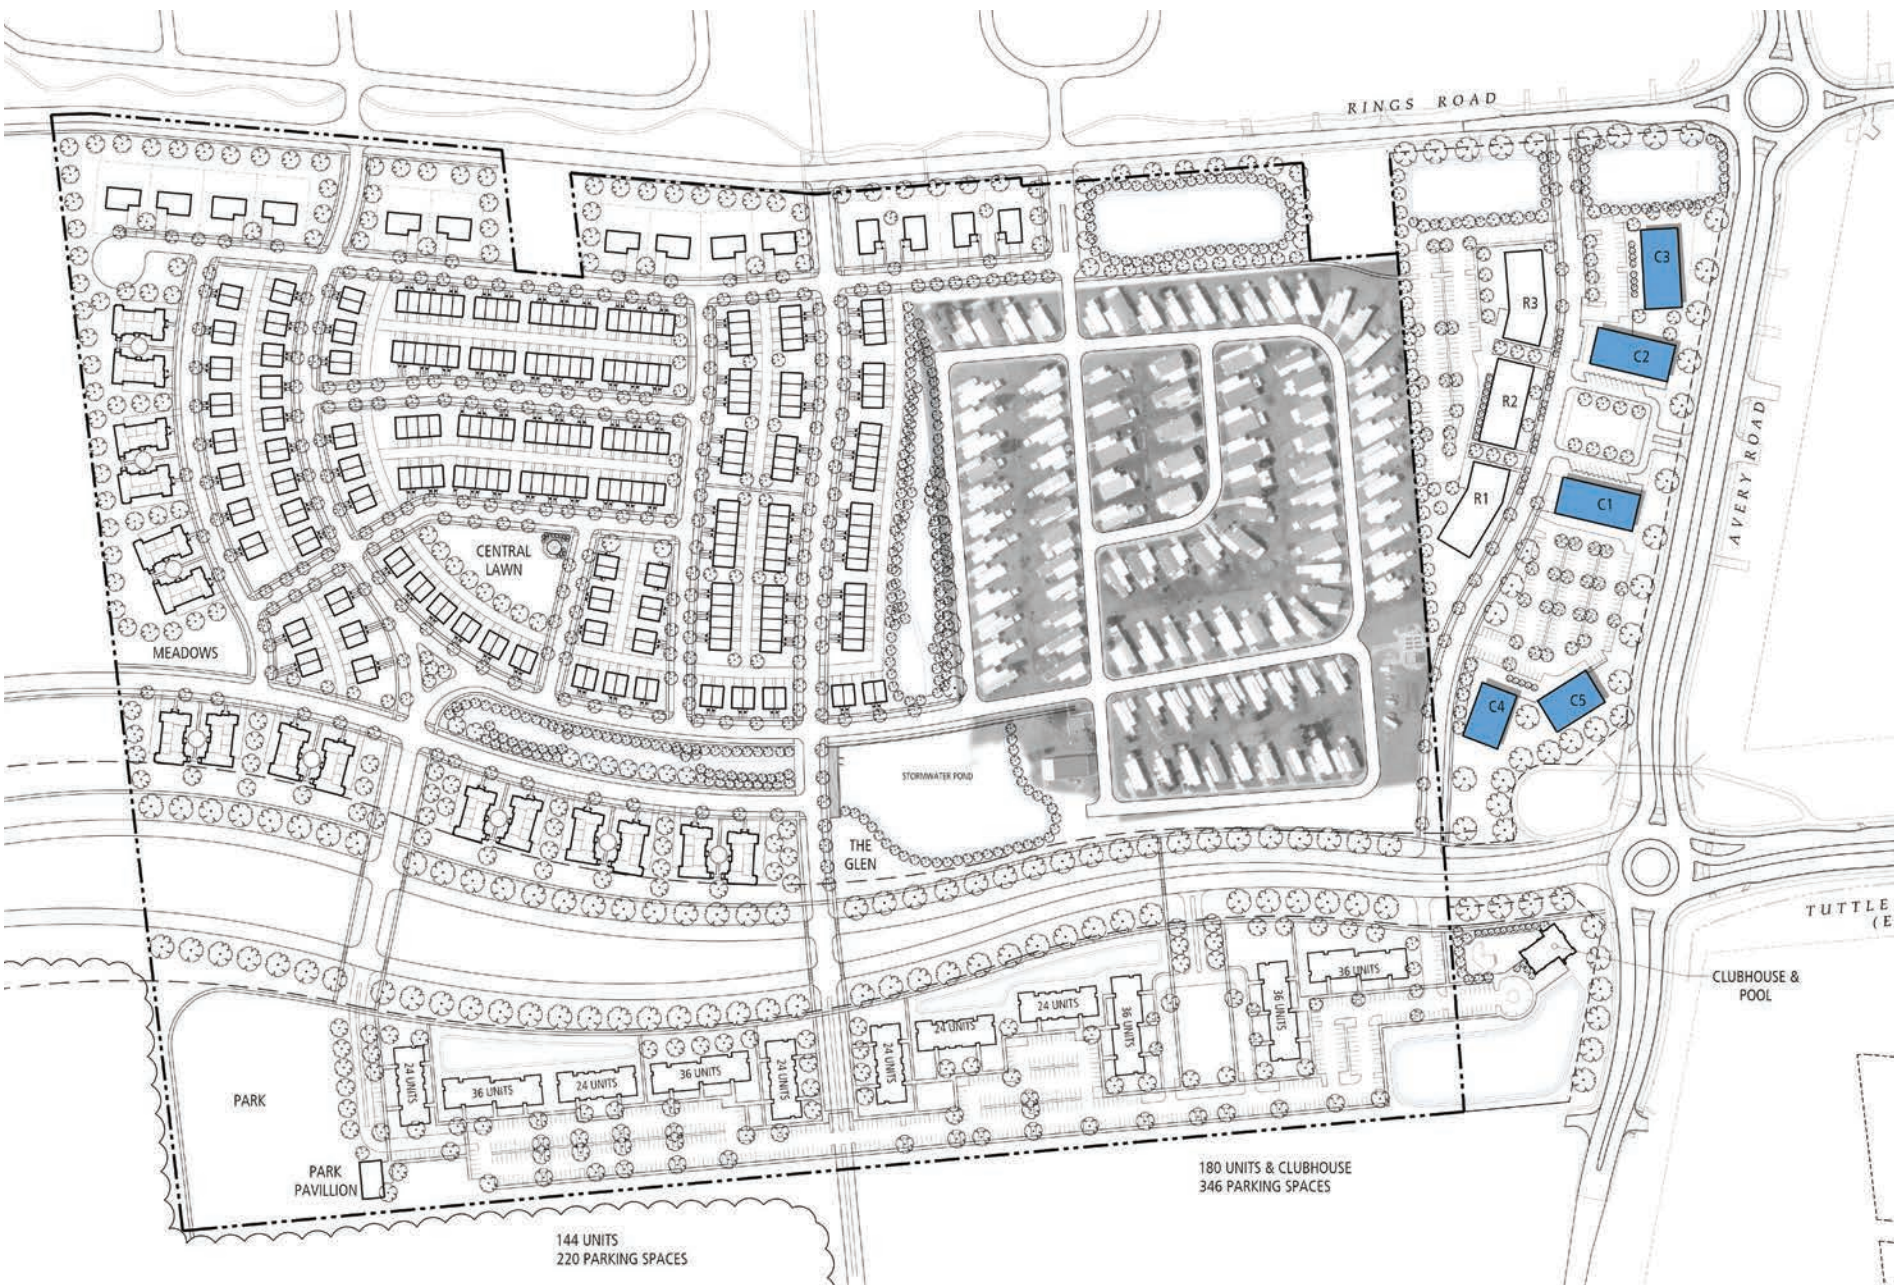 RINGS ROAD
C3
R3
C2
R2
AVERY ROAD
R1
C1
CENTRAL
LAWN
MEADOWS
C4
C5
STORMWATER POND
THE
GLEN
TUTTLE
(E
CLUBHOUSE &
POOL
36 UNITS
36 UNITS
24 UNITS
36 UNITS
24 UNITS
24 UNITS
24 UNITS
36 UNITS
24 UNITS
36 UNITS
24 UNITS
PARK
PARK
PAVILLION
180 UNITS & CLUBHOUSE
346 PARKING SPACES
144 UNITS
220 PARKING SPACES